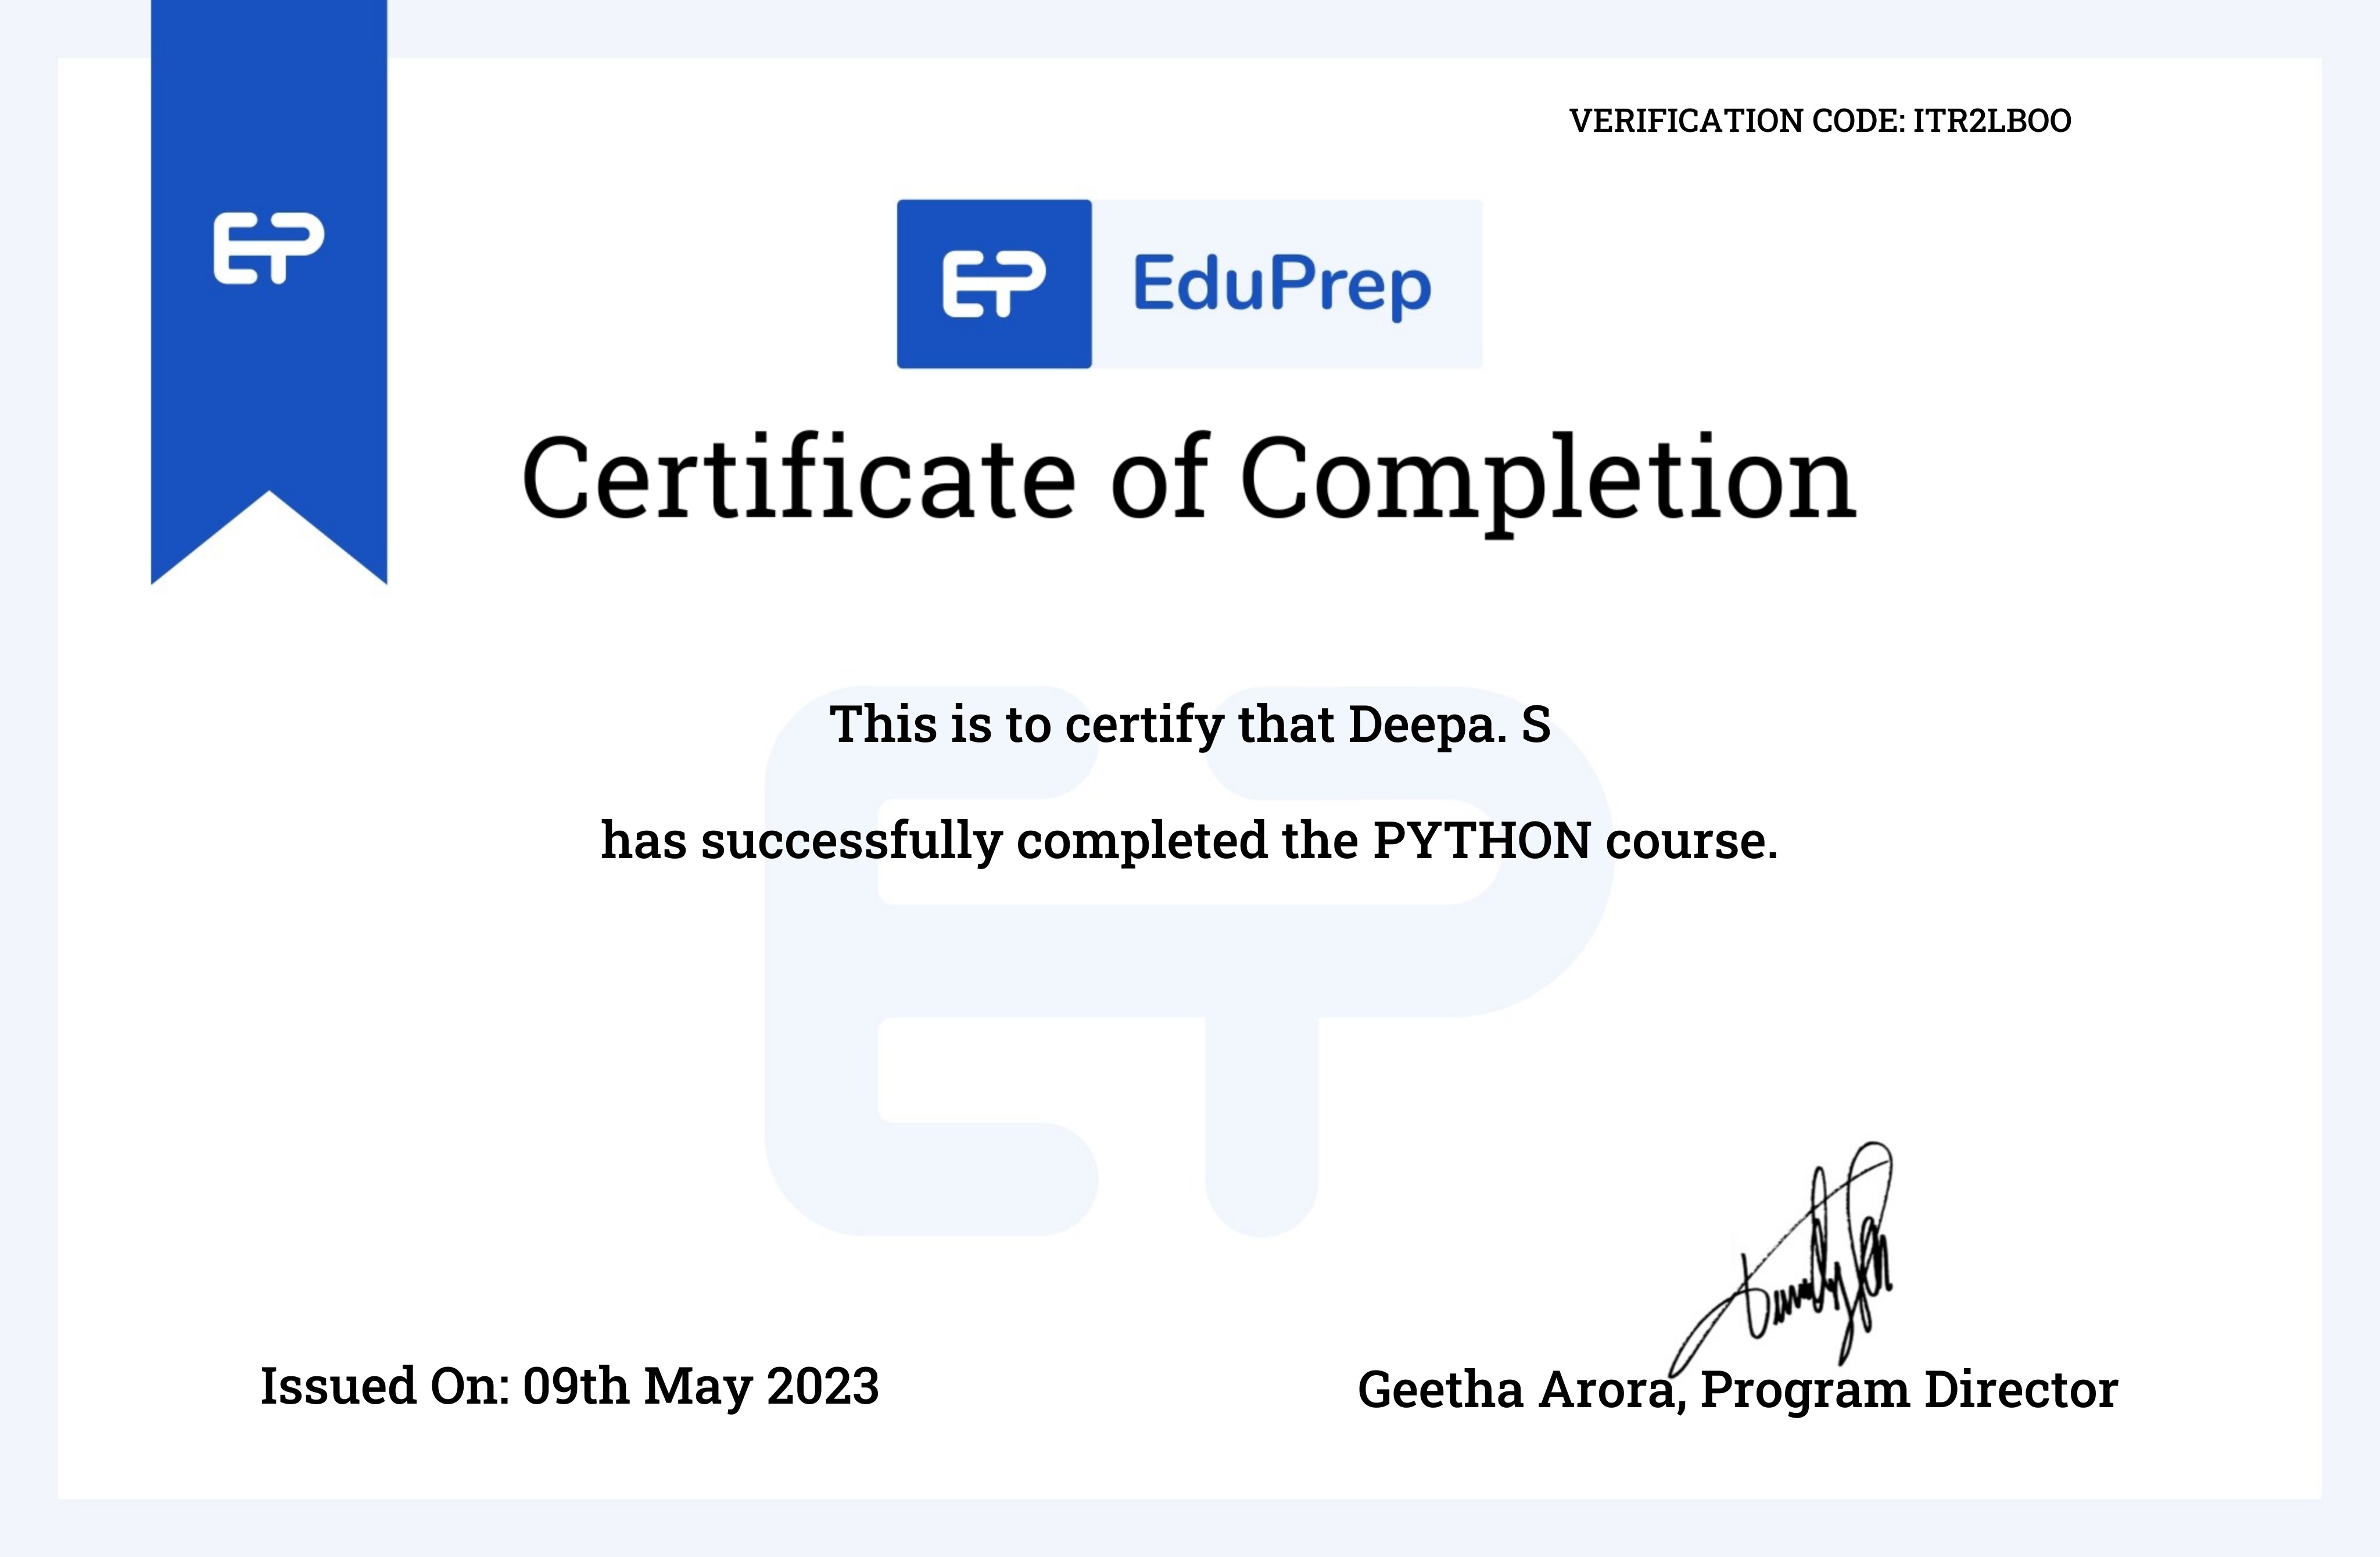 VERIFICATION CODE: ITR2LBOO
EP
EP EduPrep
Certificate of Completion
This is to certify that Deepa. S
has successfully completed the PYTHON course.
Issued On: 09th May 2023
Geetha Arora, Program Director